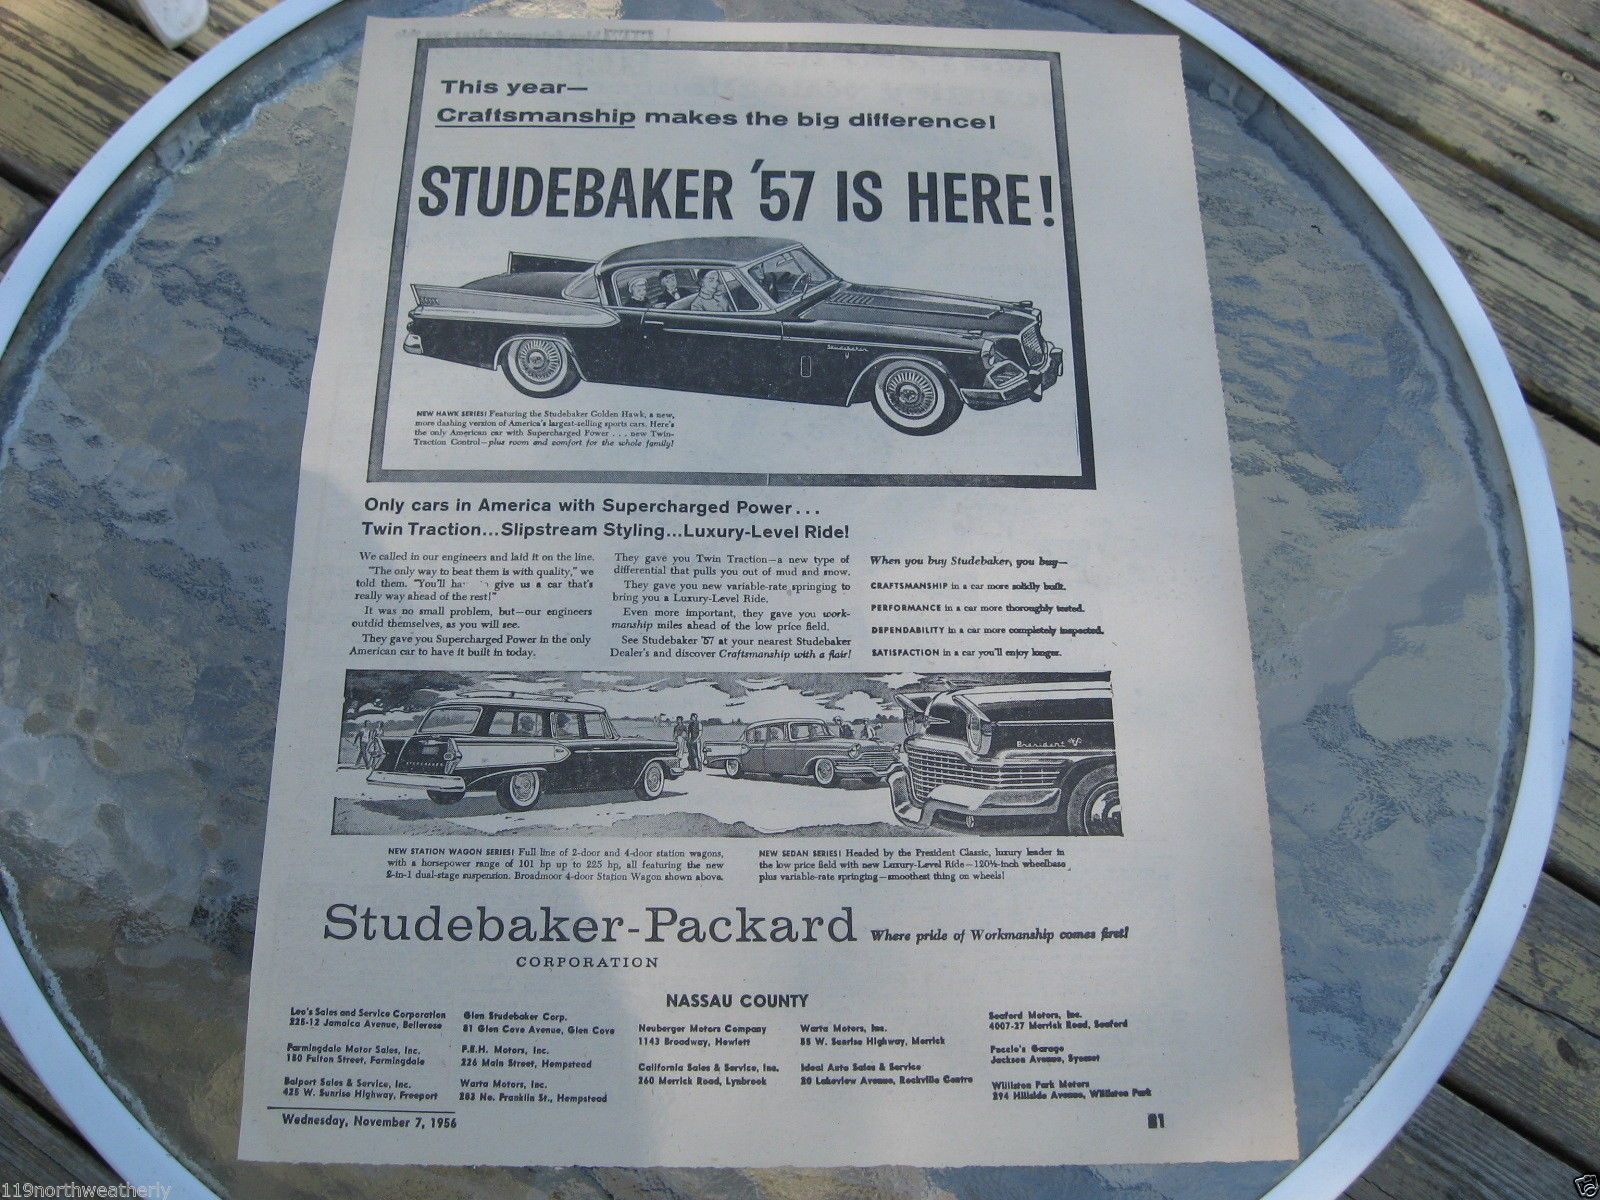 This year—
Craftsmanship makes the big difference!
STUDEBAKER '57 IS HERE!
Studebaker
NEW HAWK SERIES! Featuring the Studebaker Golden Hawk, a new,
more dashing version of America's largest-selling sports cars. Here's
the only American car with Supercharged Power . . . new Twin-
Traction Control—plus room and comfort for the whole family!
Only cars in America with Supercharged Power...
Twin Traction...Slipstream Styling...Luxury-Level Ride!
We called in our engineers and laid it on the line.
"The only way to beat them is with quality," we
told them. "You'll give us a car that's
really way ahead of the rest!"
It was no small problem, but—our engineers
outdid themselves, as you will see.
They gave you Supercharged Power in the only
American car to have it built in today.
They gave you Twin Traction—a new type of
differential that pulls you out of mud and snow.
They gave you new variable-rate springing to
bring you a Luxury-Level Ride.
Even more important, they gave you work-
manship miles ahead of the low price field.
See Studebaker '57 at your nearest Studebaker
Dealer's and discover Craftsmanship with a flair!
When you buy Studebaker, you buy—
CRAFTSMANSHIP in a car more solidly built.
PERFORMANCE in a car more thoroughly tested.
DEPENDABILITY in a car more completely inspected.
SATISFACTION in a car you'll enjoy longer.
STUDEBAKER
President
NEW STATION WAGON SERIES! Full line of 2-door and 4-door station wagons,
with a horsepower range of 101 hp up to 225 hp, all featuring the new
2-in-1 dual-stage suspension. Broadmoor 4-door Station Wagon shown above.
NEW SEDAN SERIES! Headed by the President Classic, luxury leader in
the low price field with new Luxury-Level Ride—120½-inch wheelbase
plus variable-rate springing—smoothest thing on wheels!
Studebaker-Packard
CORPORATION
Where pride of Workmanship comes first!
NASSAU COUNTY
Leo's Sales and Service Corporation
225-12 Jamaica Avenue, Bellerose
Farmingdale Motor Sales, Inc.
180 Fulton Street, Farmingdale
Balport Sales & Service, Inc.
425 W. Sunrise Highway, Freeport
Glen Studebaker Corp.
81 Glen Cove Avenue, Glen Cove
P.E.H. Motors, Inc.
226 Main Street, Hempstead
Warta Motors, Inc.
283 No. Franklin St., Hempstead
Neuberger Motors Company
1143 Broadway, Hewlett
California Sales & Service, Inc.
260 Merrick Road, Lynbrook
Warta Motors, Inc.
55 W. Sunrise Highway, Merrick
Ideal Auto Sales & Service
20 Lakeview Avenue, Rockville Centre
Seaford Motors, Inc.
4007-27 Merrick Road, Seaford
Puccio's Garage
Jackson Avenue, Syosset
Williston Park Motors
294 Hillside Avenue, Williston Park
Wednesday, November 7, 1956
119northweatherly